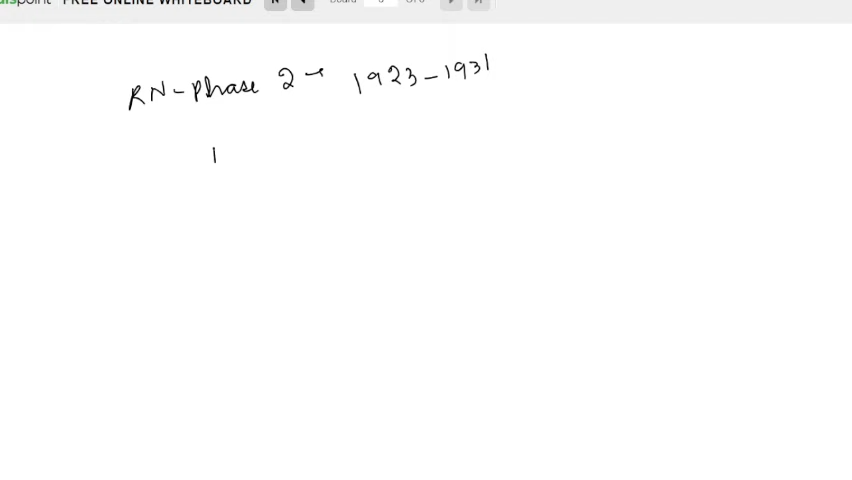 FREE ONLINE WHITEBOARD
RN-phase 2 → 1923-1931